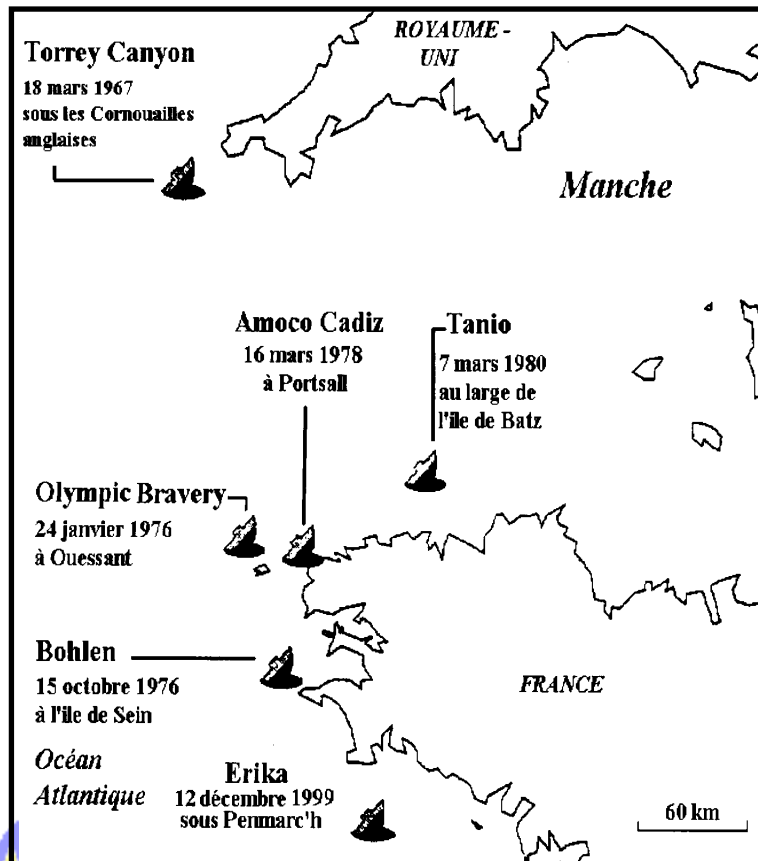 Torrey Canyon
18 mars 1967
sous les Cornouailles
anglaises
ROYAUME -
UNI
Manche
Amoco Cadiz
16 mars 1978
à Portsall
Tanio
7 mars 1980
au large de
l'île de Batz
Olympic Bravery
24 janvier 1976
à Ouessant
Bohlen
15 octobre 1976
à l'île de Sein
FRANCE
Océan
Atlantique
Erika
12 décembre 1999
sous Penmarc'h
60 km